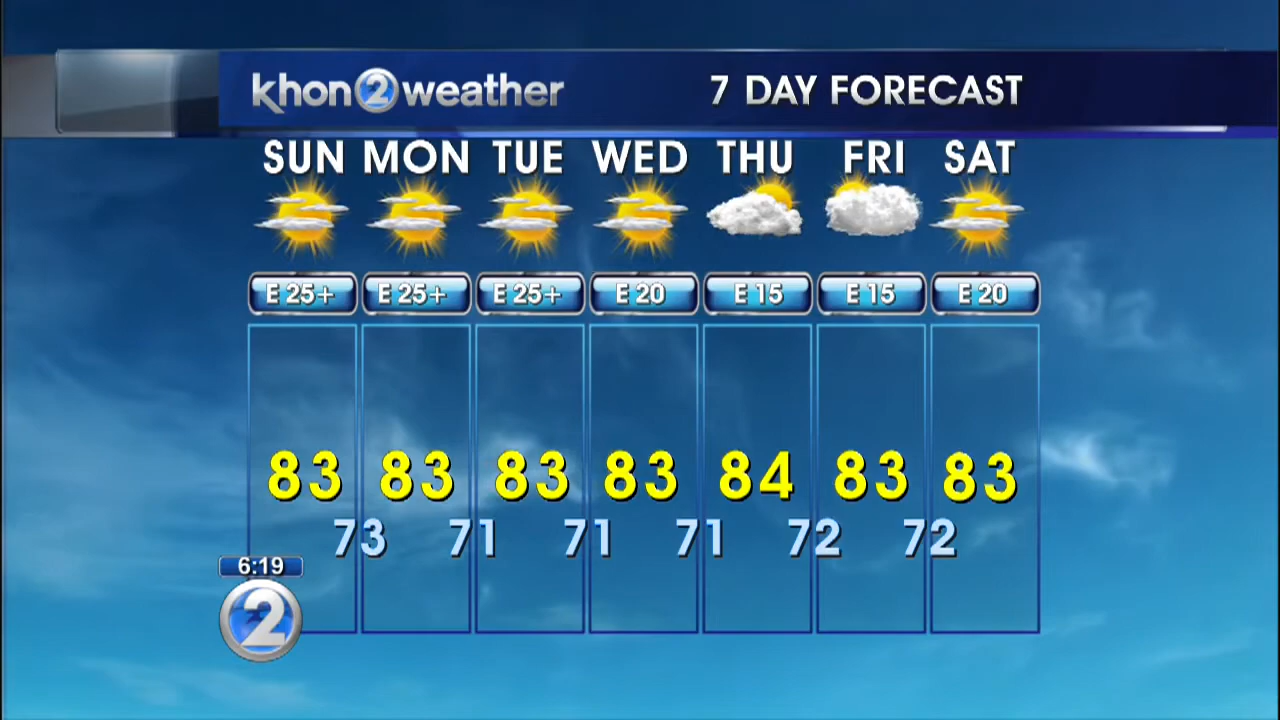 khon2weather 7 DAY FORECAST
SUN MON TUE WED THU FRI SAT
E 25+ E 25+ E 25+ E 20 E 15 E 15 E 20
83 83 83 83 84 83 83
73 71 71 71 72 72
6:19
2